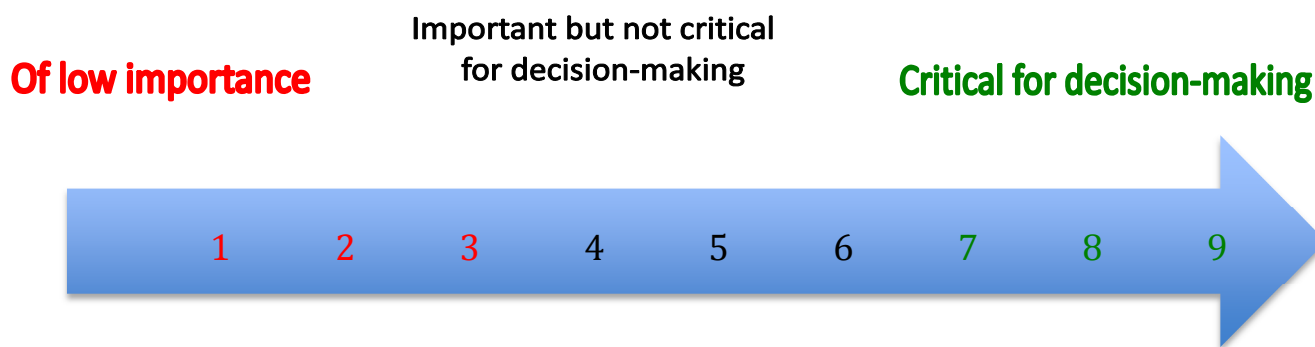 Important but not critical
for decision-making
Of low importance
Critical for decision-making
1 2 3 4 5 6 7 8 9